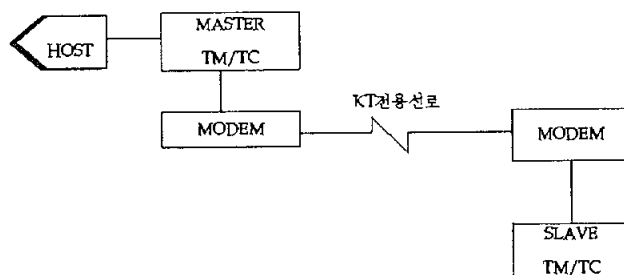 HOST
MASTER
TM/TC
MODEM
KT전용선로
MODEM
SLAVE
TM/TC